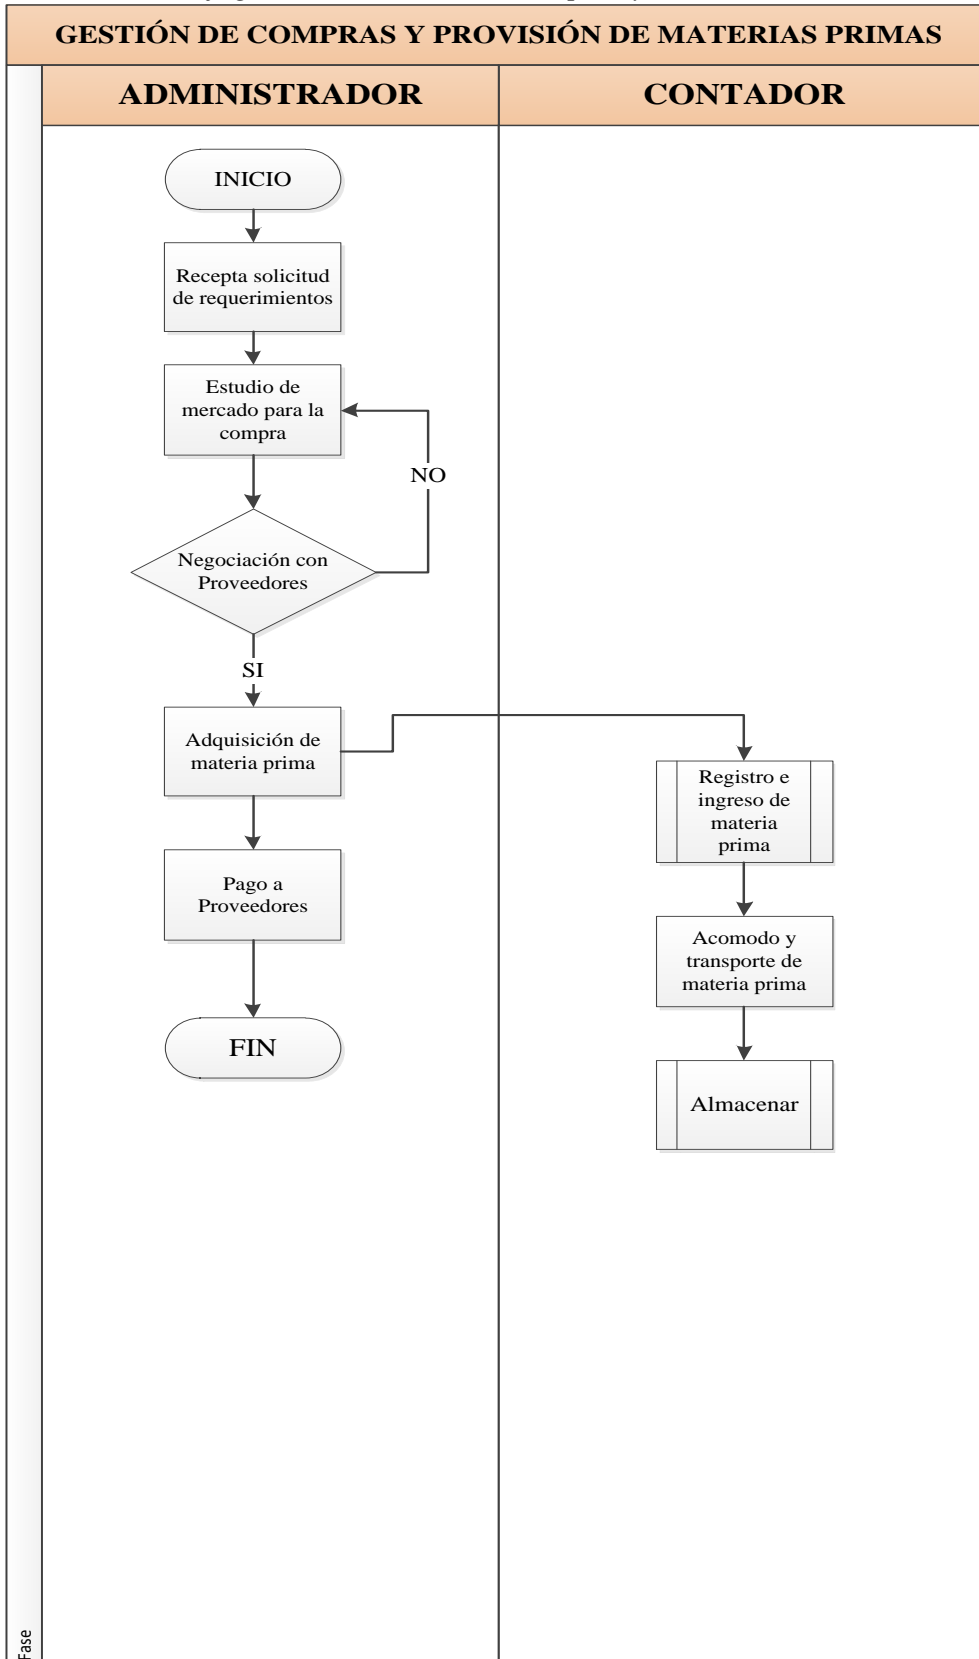 GESTIÓN DE COMPRAS Y PROVISIÓN DE MATERIAS PRIMAS
ADMINISTRADOR
CONTADOR
INICIO
Recepta solicitud
de requerimientos
Estudio de
mercado para la
compra
NO
Negociación con
Proveedores
SI
Adquisición de
materia prima
Registro e
ingreso de
materia
prima
Pago a
Proveedores
Acomodo y
transporte de
materia prima
FIN
Almacenar
Fase